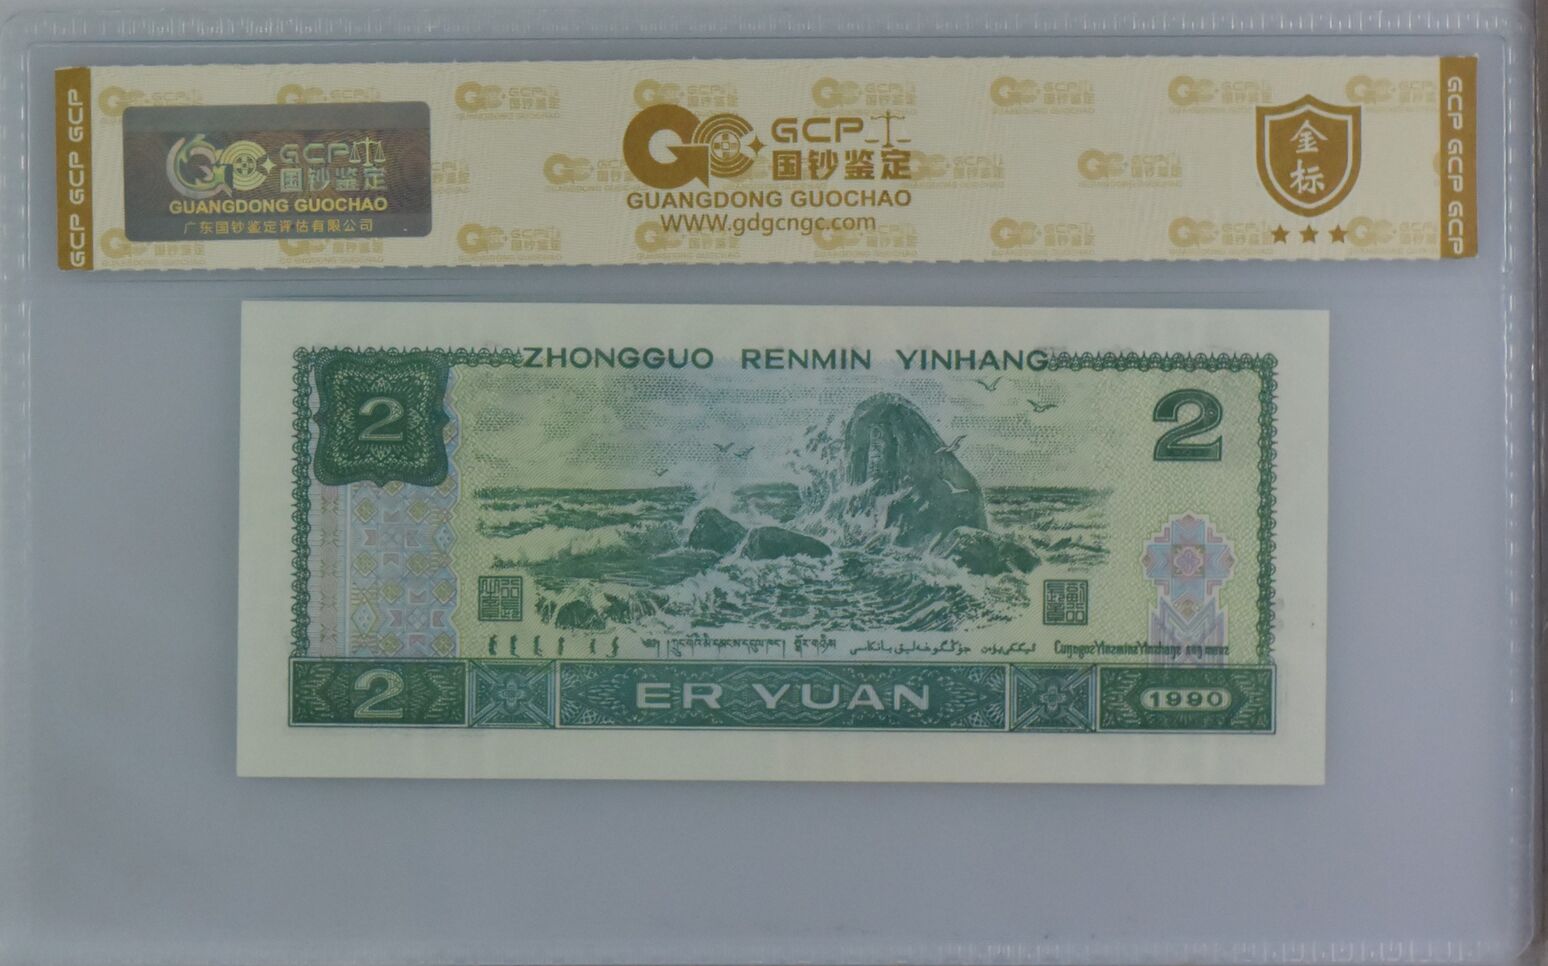 GCP GCP GCP
GCP
国钞鉴定
GUANGDONG GUOCHAO
广东国钞鉴定评估有限公司
GCP
国钞鉴定
GUANGDONG GUOCHAO
WWW.gdgcngc.com
金
标
GCP GCP GCP
ZHONGGUO RENMIN YINHANG
2
2
ER YUAN
2
1990